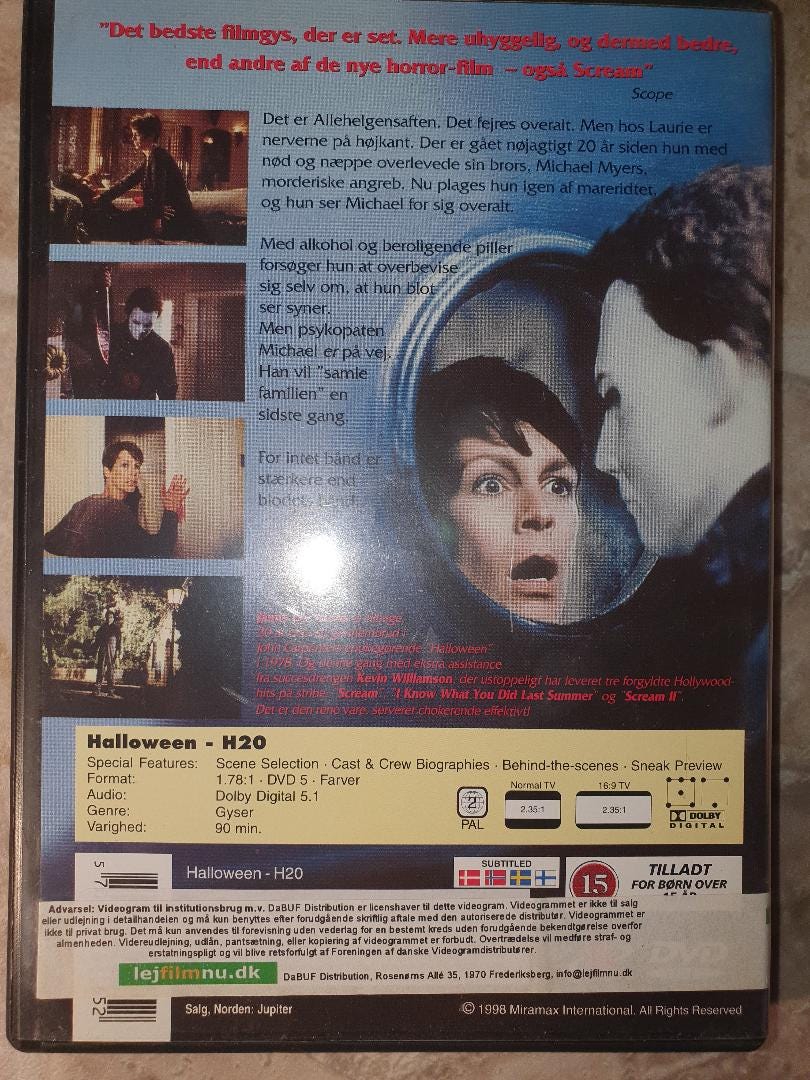 "Det bedste filmgys, der er set. Mere uhyggelig, og dermed bedre,
end andre af de nye horror-film – også Scream"
Scope
Det er Allehelgensaften. Det fejres overalt. Men hos Laurie er
nerverne på højkant. Der er gået nøjagtigt 20 år siden hun med
nød og næppe overlevede sin brors, Michael Myers,
morderiske angreb. Nu plages hun igen af mareridtet,
og hun ser Michael for sig overalt.
Med alkohol og beroligende piller
forsøger hun at overbevise
sig selv om, at hun blot
ser syner.
Men psykopaten
Michael er på vej.
Han vil "samle
familien" en
sidste gang.
For intet bånd er
stærkere end
blodets bånd.
tilbage
20 år
John Carpenters "Halloween"
i 1978. Og denne gang med ekstra assistance
fra succesdrengen Kevin Williamson, der ustoppeligt har leveret tre forgyldte Hollywood-
hits på stribe: "Scream", "I Know What You Did Last Summer" og "Scream II".
Det er den rene vare, serveret chokerende effektivt!
Halloween - H20
Special Features: Scene Selection · Cast & Crew Biographies · Behind-the-scenes · Sneak Preview
Format: 1.78:1 · DVD 5 · Farver
Audio: Dolby Digital 5.1
Genre: Gyser
Varighed: 90 min.
2
PAL
Normal TV
2.35:1
16:9 TV
2.35:1
DOLBY
DIGITAL
5 7
Halloween - H20
SUBTITLED
15
TILLADT
FOR BØRN OVER
15 ÅR
Advarsel: Videogram til institutionsbrug m.v. DaBUF Distribution er licenshaver til dette videogram. Videogrammet er ikke til salg
eller udlejning i detailhandelen og må kun benyttes efter forudgående skriftlig aftale med den autoriserede distributør. Videogrammet er
ikke til privat brug. Det må kun anvendes til forevisning uden vederlag for en bestemt kreds uden forudgående bekendtgørelse overfor
almenheden. Videreudlejning, udlån, pantsætning, eller kopiering af videogrammet er forbudt. Overtrædelse vil medføre straf- og
erstatningspligt og vil blive retsforfulgt af Foreningen af danske Videogramdistributører.
lejfilmnu.dk DaBUF Distribution, Rosenørns Allé 35, 1970 Frederiksberg, info@lejfilmnu.dk
52
Salg, Norden: Jupiter
© 1998 Miramax International. All Rights Reserved